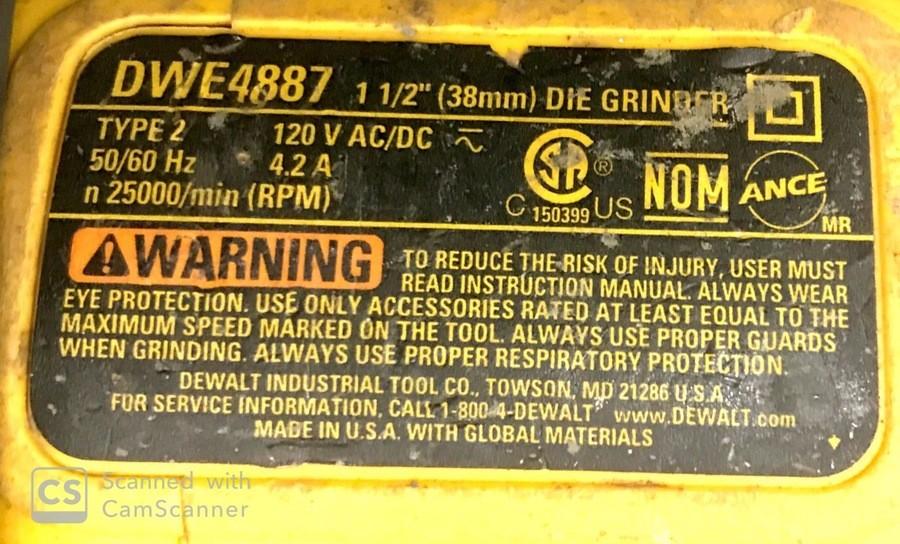 DWE4887 1 1/2" (38mm) DIE GRINDER
TYPE 2 120 V AC/DC
50/60 Hz 4.2 A
n 25000/min (RPM)
CSA ® C 150399 US
NOM
ANCE
MR
WARNING
TO REDUCE THE RISK OF INJURY, USER MUST
READ INSTRUCTION MANUAL. ALWAYS WEAR
EYE PROTECTION. USE ONLY ACCESSORIES RATED AT LEAST EQUAL TO THE
MAXIMUM SPEED MARKED ON THE TOOL. ALWAYS USE PROPER GUARDS
WHEN GRINDING. ALWAYS USE PROPER RESPIRATORY PROTECTION.
DEWALT INDUSTRIAL TOOL CO., TOWSON, MD 21286 U.S.A.
FOR SERVICE INFORMATION, CALL 1-800-4-DEWALT www.DEWALT.com
MADE IN U.S.A. WITH GLOBAL MATERIALS
CS Scanned with
CamScanner